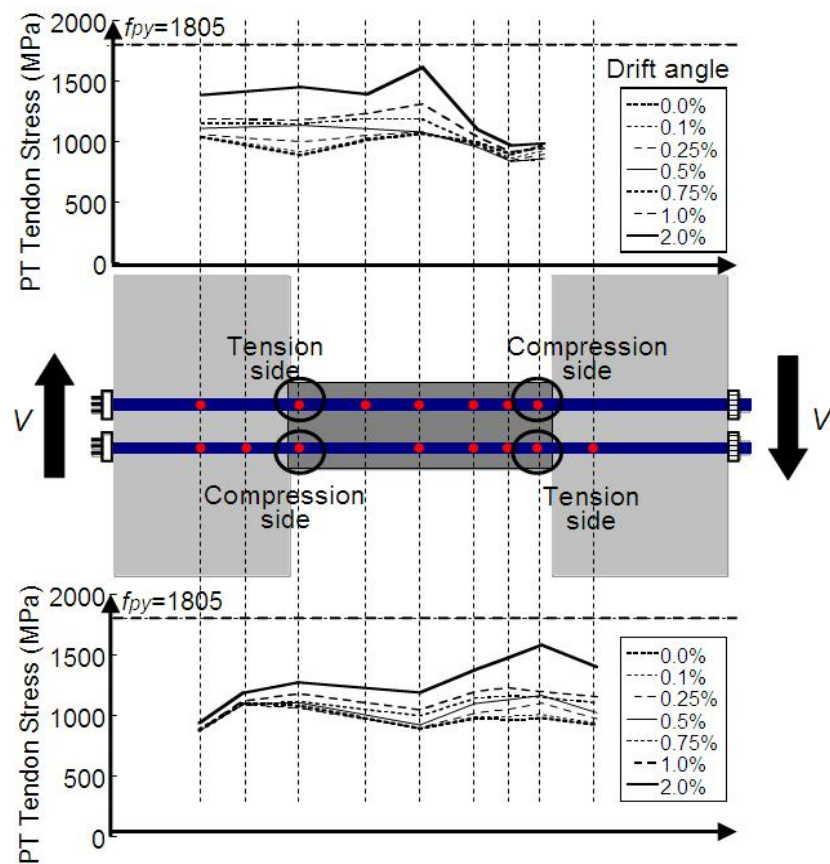 2000
fpy=1805
1500
1000
500
0
PT Tendon Stress (MPa)
Drift angle
0.0%
0.1%
0.25%
0.5%
0.75%
1.0%
2.0%
Tension
side
Compression
side
V
V
Compression
side
Tension
side
2000
fpy=1805
1500
1000
500
0
PT Tendon Stress (MPa)
0.0%
0.1%
0.25%
0.5%
0.75%
1.0%
2.0%